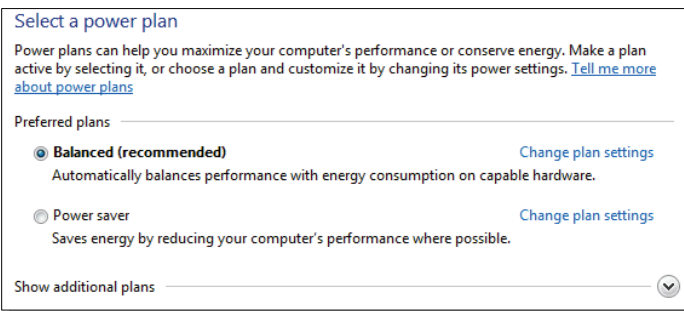 Select a power plan
Power plans can help you maximize your computer's performance or conserve energy. Make a plan
active by selecting it, or choose a plan and customize it by changing its power settings. Tell me more
about power plans
Preferred plans
Balanced (recommended) Change plan settings
Automatically balances performance with energy consumption on capable hardware.
Power saver Change plan settings
Saves energy by reducing your computer's performance where possible.
Show additional plans